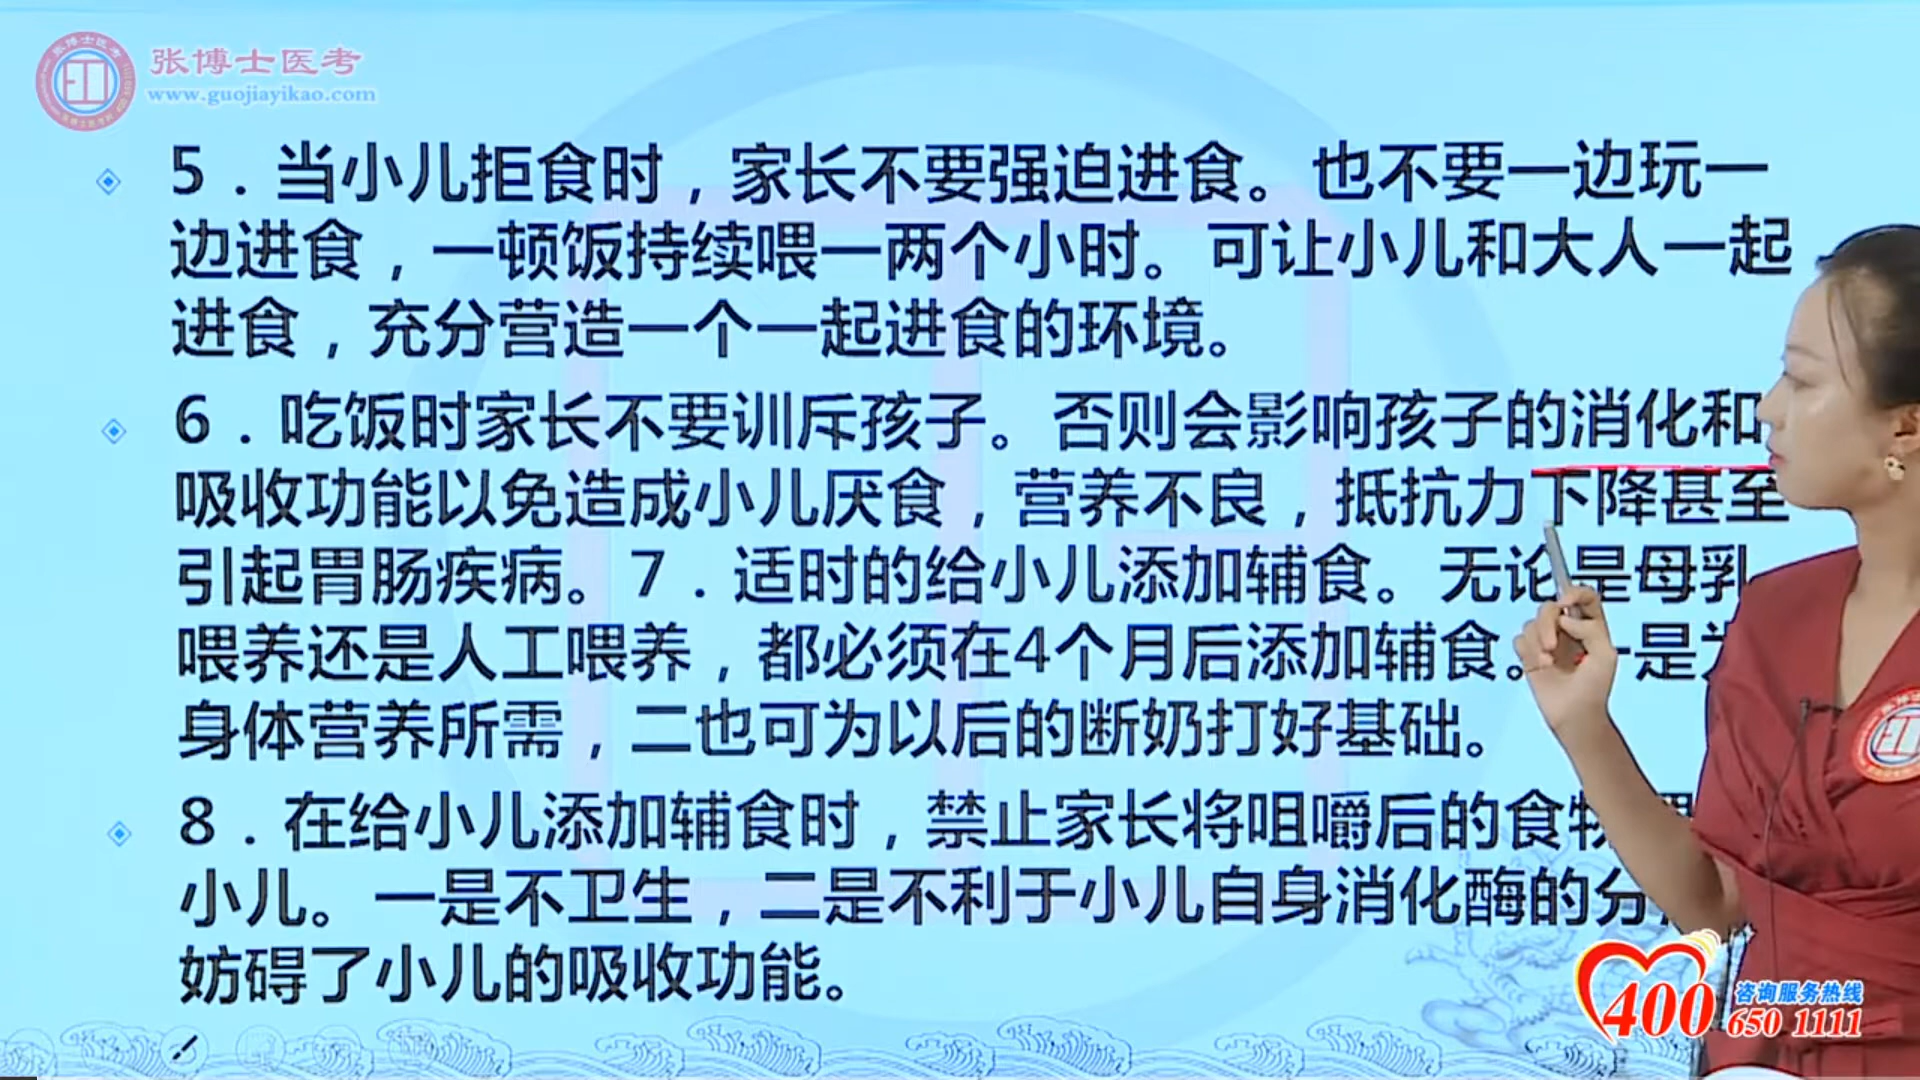 张博士医考
www.guojiayikao.com
5．当小儿拒食时，家长不要强迫进食。也不要一边玩一
边进食，一顿饭持续喂一两个小时。可让小儿和大人一起
进食，充分营造一个一起进食的环境。
6．吃饭时家长不要训斥孩子。否则会影响孩子的消化和
吸收功能以免造成小儿厌食，营养不良，抵抗力下降甚至
引起胃肠疾病。7．适时的给小儿添加辅食。无论是母乳
喂养还是人工喂养，都必须在4个月后添加辅食。一是为
身体营养所需，二也可为以后的断奶打好基础。
8．在给小儿添加辅食时，禁止家长将咀嚼后的食物
小儿。一是不卫生，二是不利于小儿自身消化酶的分
妨碍了小儿的吸收功能。
400
咨询服务热线
650 1111